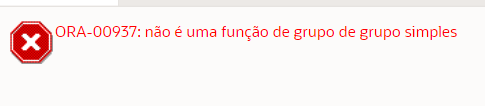 ORA-00937: não é uma função de grupo de grupo simples